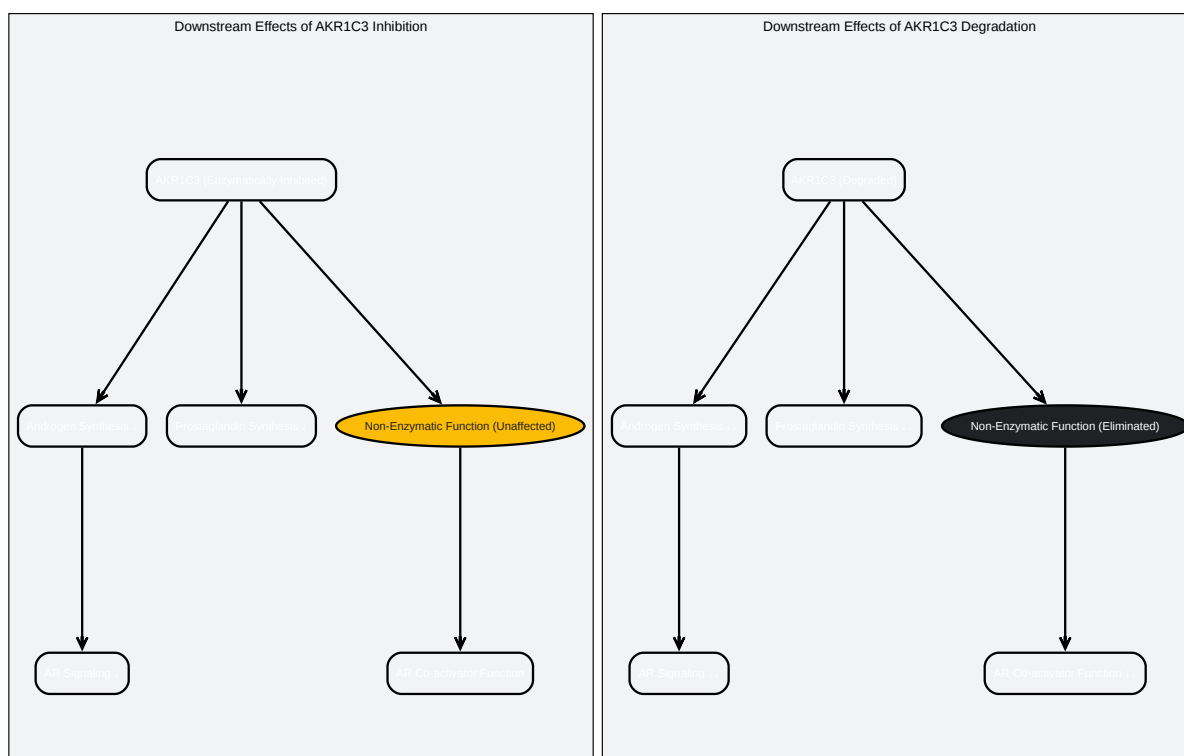 Downstream Effects of AKR1C3 Inhibition
AKR1C3 (Enzymatically Inhibited)
Androgen Synthesis ↓
Prostaglandin Synthesis ↓
Non-Enzymatic Function (Unaffected)
AR Signaling ↓
AR Co-activator Function
Downstream Effects of AKR1C3 Degradation
AKR1C3 (Degraded)
Androgen Synthesis ↓↓
Prostaglandin Synthesis ↓↓
Non-Enzymatic Function (Eliminated)
AR Signaling ↓↓
AR Co-activator Function ↓↓